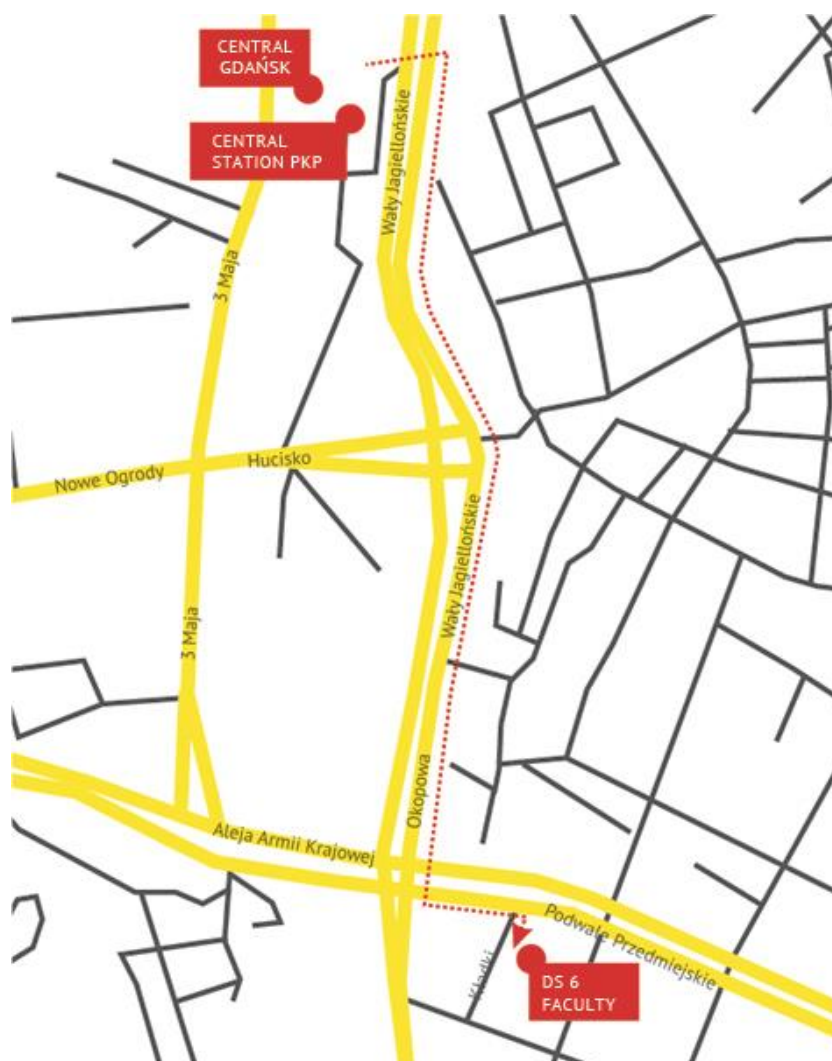 CENTRAL
GDAŃSK
CENTRAL
STATION PKP
Wały Jagiellońskie
3 Maja
Nowe Ogrody
Hucisko
Wały Jagiellońskie
3 Maja
Okopowa
Aleja Armii Krajowej
Podwale Przedmiejskie
Kładki
DS 6
FACULTY